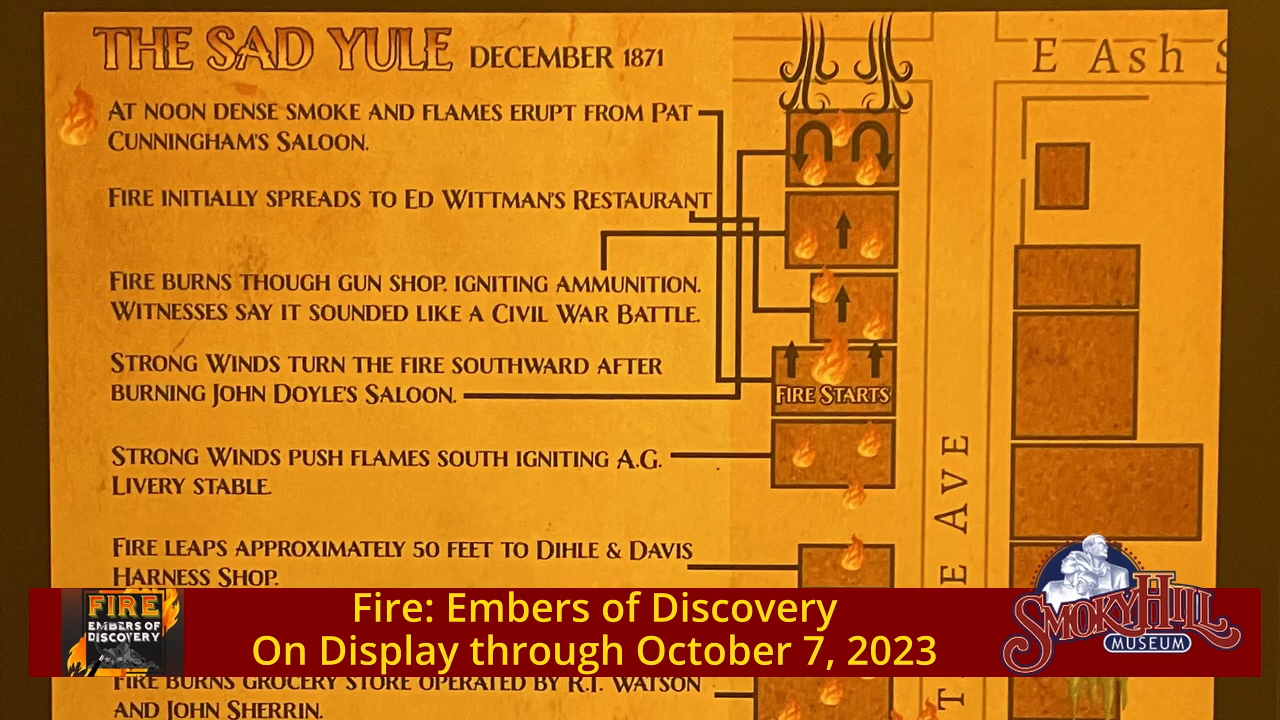 THE SAD YULE DECEMBER 1871
E Ash S
AT NOON DENSE SMOKE AND FLAMES ERUPT FROM PAT
CUNNINGHAM'S SALOON.
FIRE INITIALLY SPREADS TO ED WITTMAN'S RESTAURANT
FIRE BURNS THOUGH GUN SHOP. IGNITING AMMUNITION.
WITNESSES SAY IT SOUNDED LIKE A CIVIL WAR BATTLE.
STRONG WINDS TURN THE FIRE SOUTHWARD AFTER
BURNING JOHN DOYLE'S SALOON.
FIRE STARTS
STRONG WINDS PUSH FLAMES SOUTH IGNITING A.G.
LIVERY STABLE.
TE AVE
FIRE LEAPS APPROXIMATELY 50 FEET TO DIHLE & DAVIS
HARNESS SHOP.
FIRE
EMBERS OF
DISCOVERY
Fire: Embers of Discovery
On Display through October 7, 2023
SMOKY HILL
MUSEUM
FIRE BURNS GROCERY STORE OPERATED BY R.T. WATSON
AND JOHN SHERRIN.